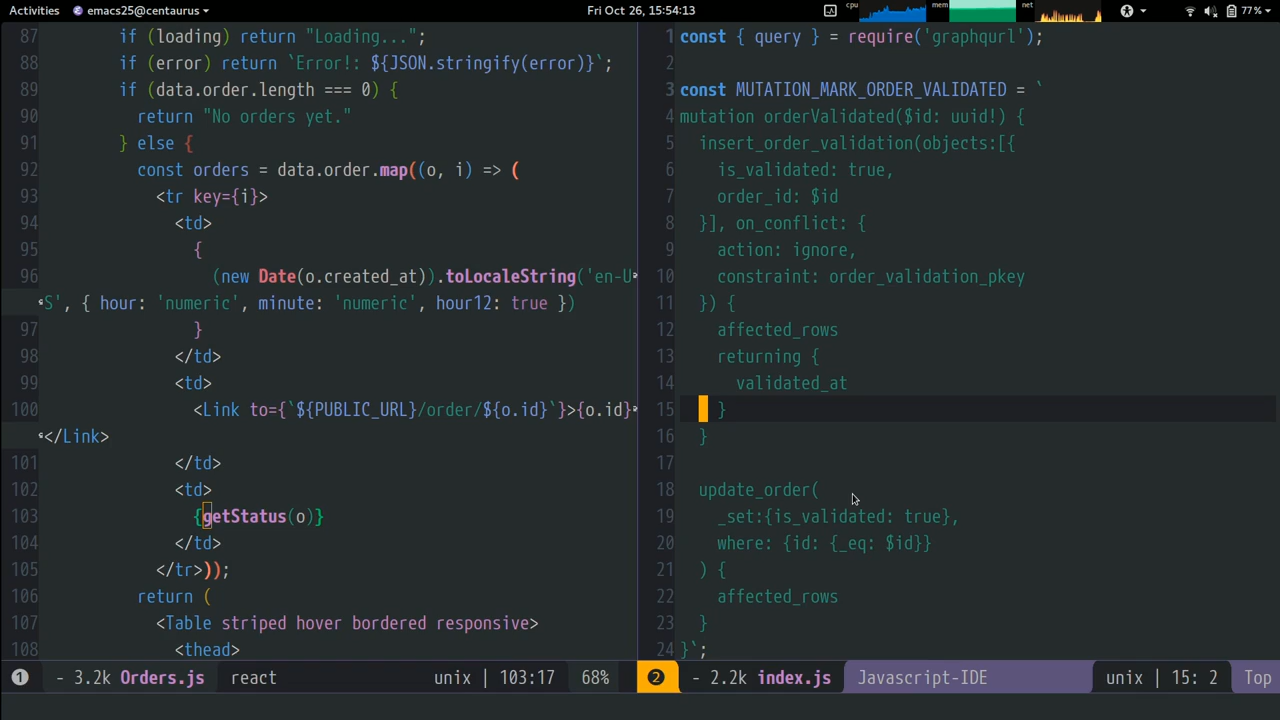 Activities emacs25@centaurus Fri Oct 26, 15:54:13 cpu mem net 77%
87 if (loading) return "Loading...";
88 if (error) return `Error!: ${JSON.stringify(error)}`;
89 if (data.order.length === 0) {
90 return "No orders yet."
91 } else {
92 const orders = data.order.map((o, i) => (
93 <tr key={i}>
94 <td>
95 {
96 (new Date(o.created_at)).toLocaleString('en-U
S', { hour: 'numeric', minute: 'numeric', hour12: true })
97 }
98 </td>
99 <td>
100 <Link to={`${PUBLIC_URL}/order/${o.id}`}>{o.id}
</Link>
101 </td>
102 <td>
103 {getStatus(o)}
104 </td>
105 </tr>));
106 return (
107 <Table striped hover bordered responsive>
108 <thead>
1 - 3.2k Orders.js react unix | 103:17 68%
1 const { query } = require('graphqurl');
2
3 const MUTATION_MARK_ORDER_VALIDATED = `
4 mutation orderValidated($id: uuid!) {
5 insert_order_validation(objects:[{
6 is_validated: true,
7 order_id: $id
8 }], on_conflict: {
9 action: ignore,
10 constraint: order_validation_pkey
11 }) {
12 affected_rows
13 returning {
14 validated_at
15 }
16 }
17
18 update_order(
19 _set:{is_validated: true},
20 where: {id: {_eq: $id}}
21 ) {
22 affected_rows
23 }
24 }`;
2 - 2.2k index.js Javascript-IDE unix | 15: 2 Top